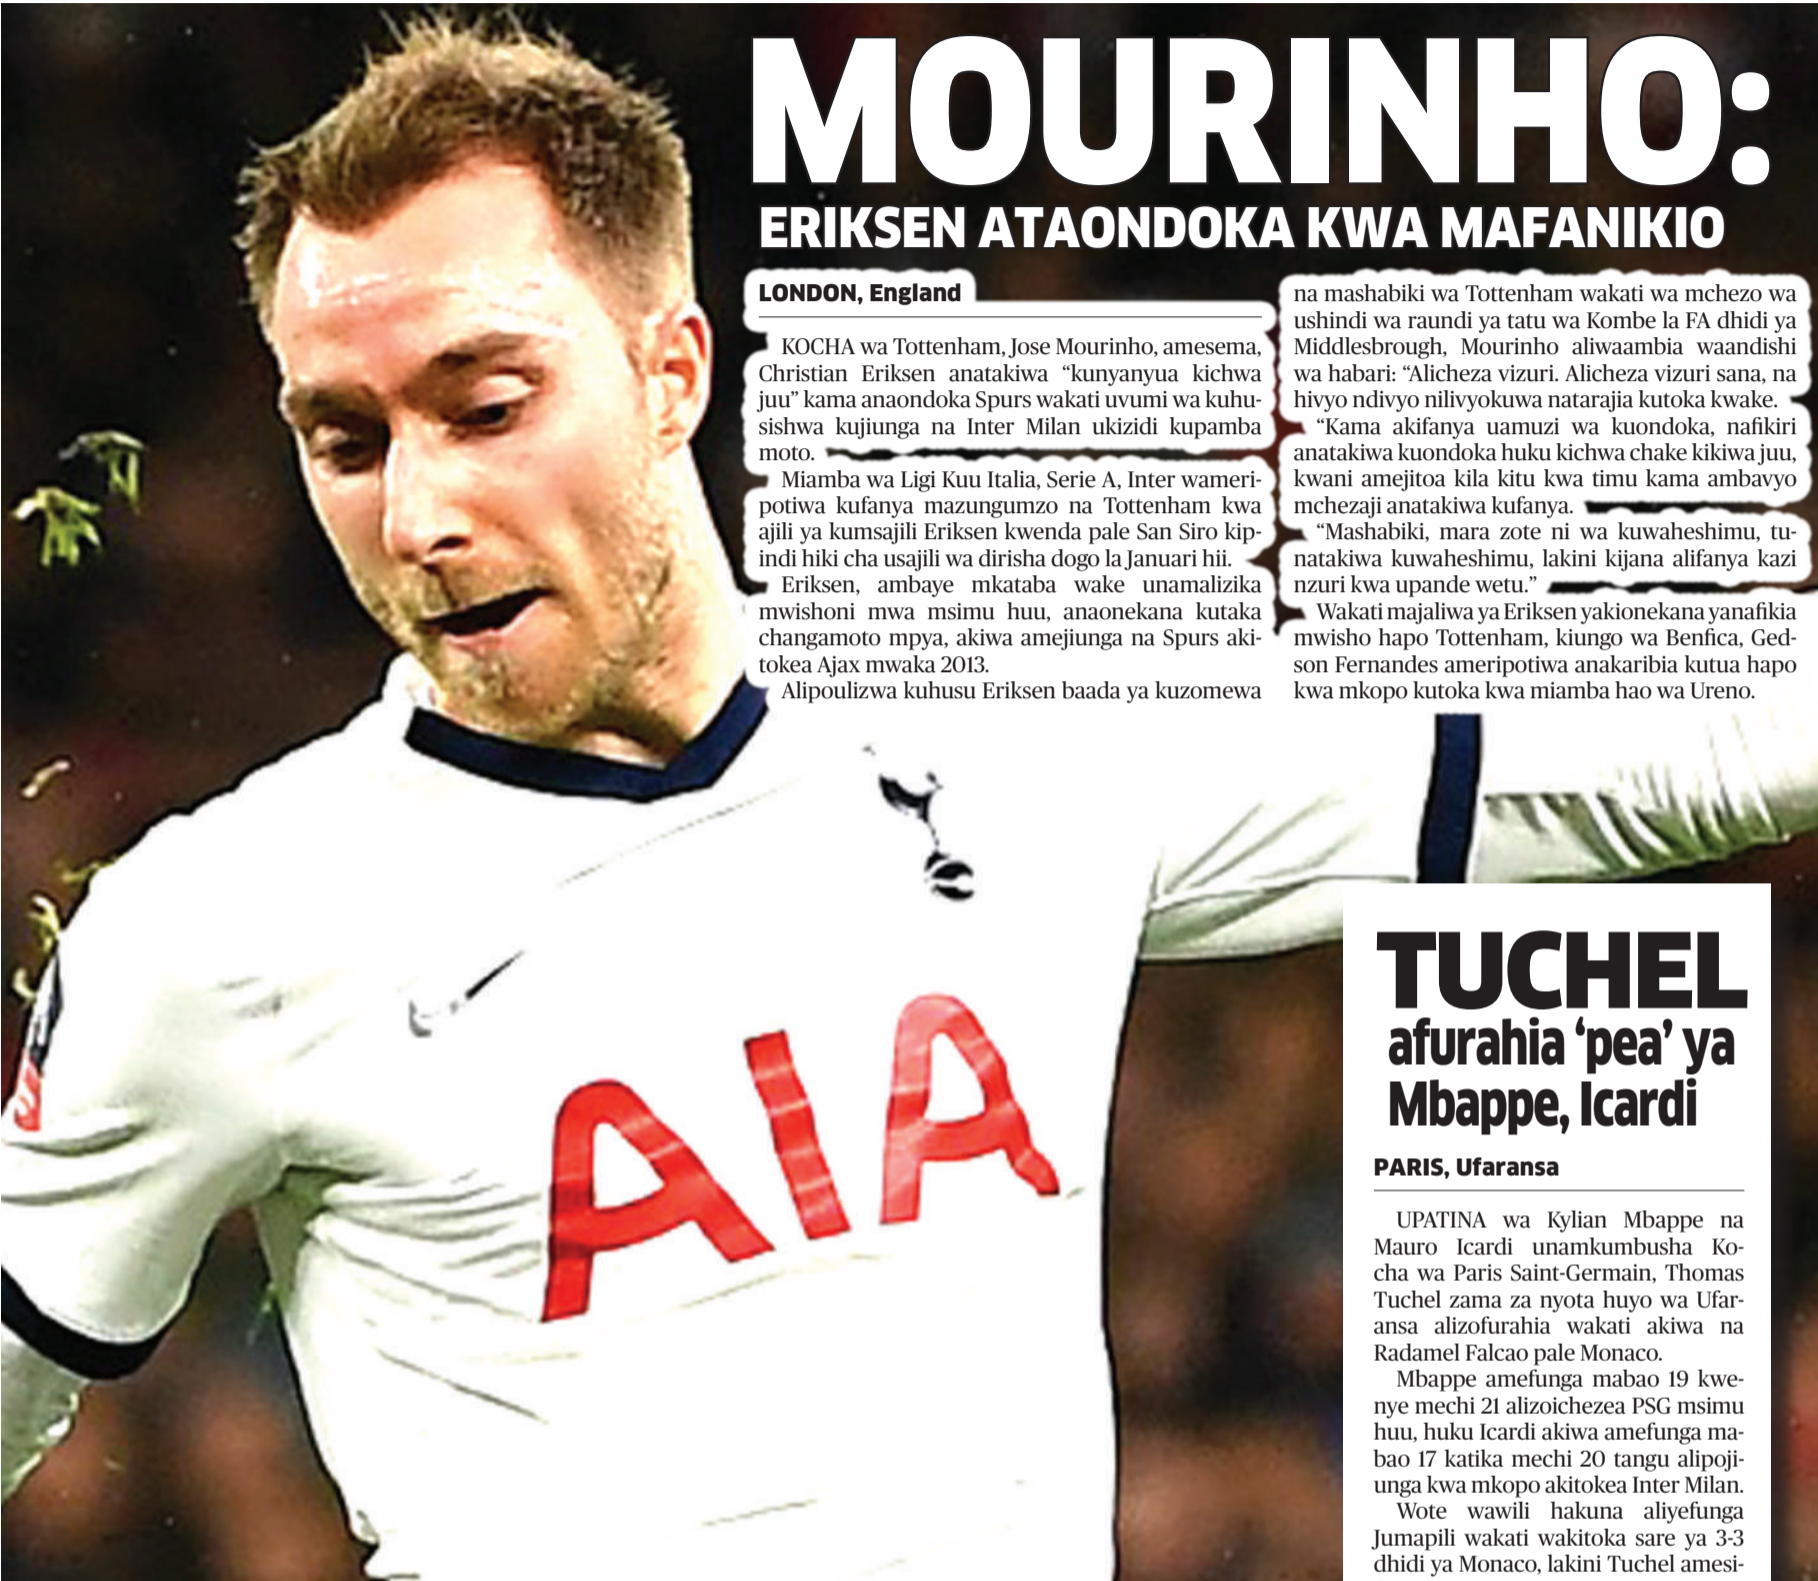 MOURINHO:
ERIKSEN ATAONDOKA KWA MAFANIKIO
LONDON, England
KOCHA wa Tottenham, Jose Mourinho, amesema,
Christian Eriksen anatakiwa “kunyanyua kichwa
juu” kama anaondoka Spurs wakati uvumi wa kuhu-
sishwa kujiunga na Inter Milan ukizidi kupamba
moto.
Miamba wa Ligi Kuu Italia, Serie A, Inter wameri-
potiwa kufanya mazungumzo na Tottenham kwa
ajili ya kumsajili Eriksen kwenda pale San Siro kip-
indi hiki cha usajili wa dirisha dogo la Januari hii.
Eriksen, ambaye mkataba wake unamalizika
mwishoni mwa msimu huu, anaonekana kutaka
changamoto mpya, akiwa amejiunga na Spurs aki-
tokea Ajax mwaka 2013.
Alipoulizwa kuhusu Eriksen baada ya kuzomewa
na mashabiki wa Tottenham wakati wa mchezo wa
ushindi wa raundi ya tatu wa Kombe la FA dhidi ya
Middlesbrough, Mourinho aliwaambia waandishi
wa habari: “Alicheza vizuri. Alicheza vizuri sana, na
hivyo ndivyo nilivyokuwa natarajia kutoka kwake.
“Kama akifanya uamuzi wa kuondoka, nafikiri
anatakiwa kuondoka huku kichwa chake kikiwa juu,
kwani amejitoa kila kitu kwa timu kama ambavyo
mchezaji anatakiwa kufanya.
“Mashabiki, mara zote ni wa kuwaheshimu, tu-
natakiwa kuwaheshimu, lakini kijana alifanya kazi
nzuri kwa upande wetu.”
Wakati majaliwa ya Eriksen yakionekana yanafikia
mwisho hapo Tottenham, kiungo wa Benfica, Ged-
son Fernandes ameripotiwa anakaribia kutua hapo
kwa mkopo kutoka kwa miamba hao wa Ureno.
AIA
TUCHEL
afurahia ‘pea’ ya
Mbappe, Icardi
PARIS, Ufaransa
UPATINA wa Kylian Mbappe na
Mauro Icardi unamkumbusha Ko-
cha wa Paris Saint-Germain, Thomas
Tuchel zama za nyota huyo wa Ufar-
ansa alizofurahia wakati akiwa na
Radamel Falcao pale Monaco.
Mbappe amefunga mabao 19 kwe-
nye mechi 21 alizoichezea PSG msimu
huu, huku Icardi akiwa amefunga ma-
bao 17 katika mechi 20 tangu alipoji-
unga kwa mkopo akitokea Inter Milan.
Wote wawili hakuna aliyefunga
Jumapili wakati wakitoka sare ya 3-3
dhidi ya Monaco, lakini Tuchel amesi-